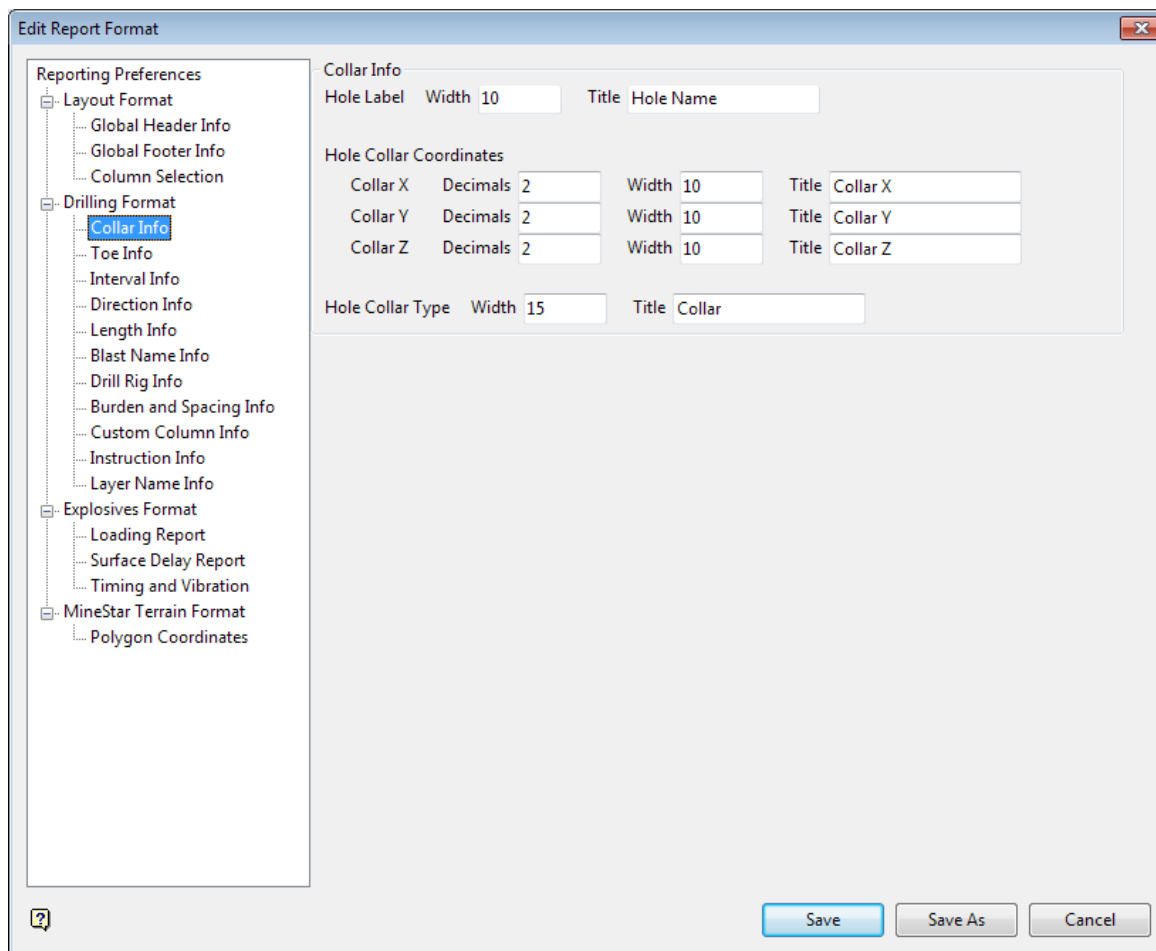 Edit Report Format
Reporting Preferences
Layout Format
Global Header Info
Global Footer Info
Column Selection
Drilling Format
Collar Info
Toe Info
Interval Info
Direction Info
Length Info
Blast Name Info
Drill Rig Info
Burden and Spacing Info
Custom Column Info
Instruction Info
Layer Name Info
Explosives Format
Loading Report
Surface Delay Report
Timing and Vibration
MineStar Terrain Format
Polygon Coordinates
Collar Info
Hole Label Width 10 Title Hole Name
Hole Collar Coordinates
Collar X Decimals 2 Width 10 Title Collar X
Collar Y Decimals 2 Width 10 Title Collar Y
Collar Z Decimals 2 Width 10 Title Collar Z
Hole Collar Type Width 15 Title Collar
?
Save Save As Cancel